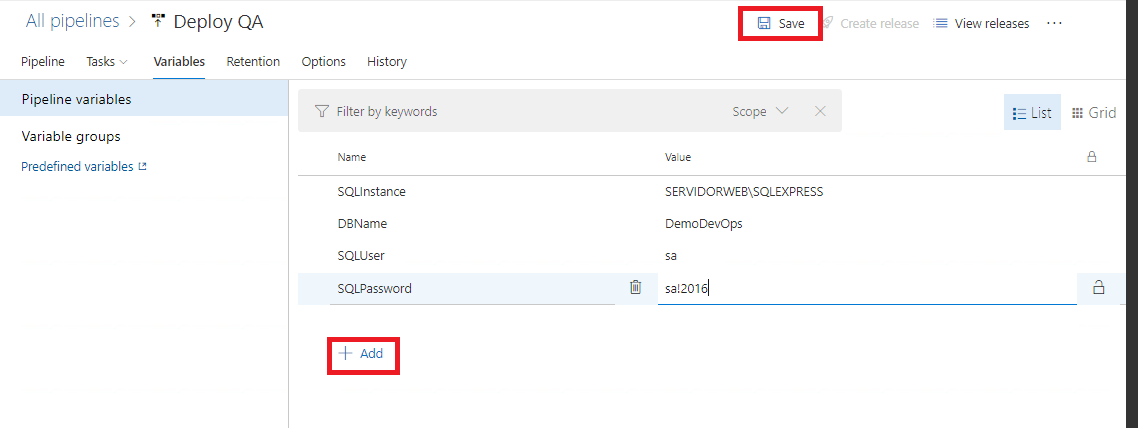 All pipelines > Deploy QA
Save
Create release
View releases
...
Pipeline Tasks Variables Retention Options History
Pipeline variables
Variable groups
Predefined variables
Filter by keywords
Scope
List
Grid
Name Value
SQLInstance SERVIDORWEB\SQLEXPRESS
DBName DemoDevOps
SQLUser sa
SQLPassword sa!2016
+ Add